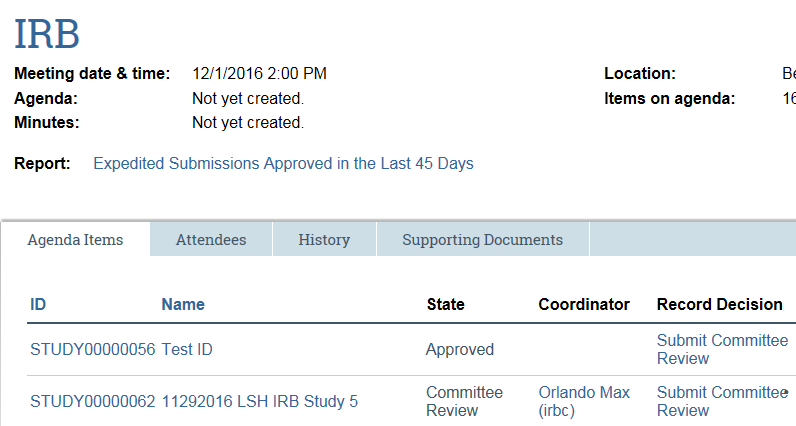 IRB
Meeting date & time: 12/1/2016 2:00 PM Location: Be
Agenda: Not yet created. Items on agenda: 16
Minutes: Not yet created.
Report: Expedited Submissions Approved in the Last 45 Days
Agenda Items Attendees History Supporting Documents
ID Name State Coordinator Record Decision
STUDY00000056 Test ID Approved Submit Committee
Review
STUDY00000062 11292016 LSH IRB Study 5 Committee Orlando Max Submit Committee
Review (irbc) Review